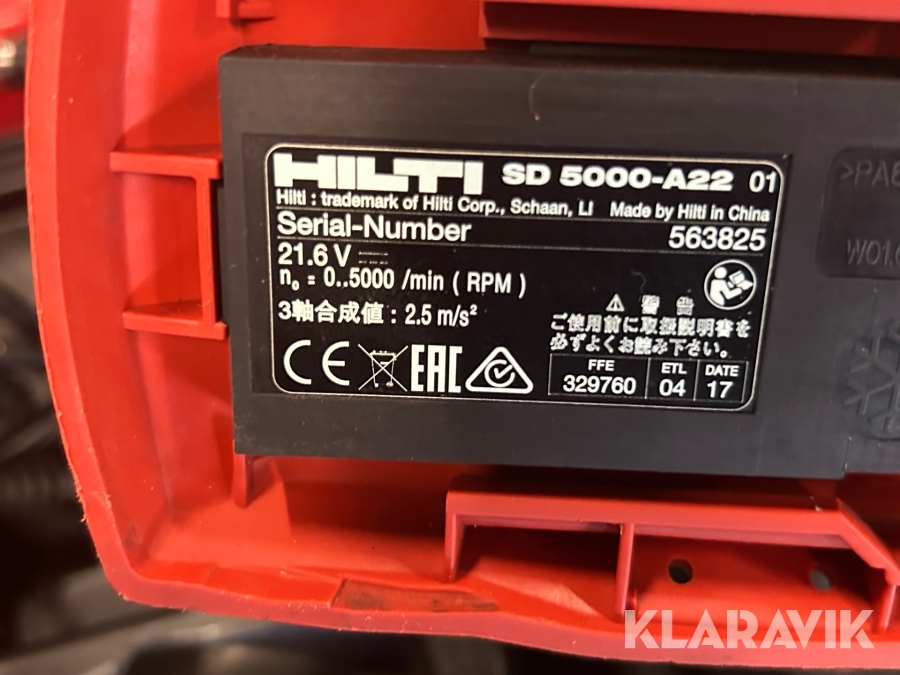 HILTI SD 5000-A22 01
Hilti : trademark of Hilti Corp., Schaan, LI Made by Hilti in China
Serial-Number 563825
21.6 V
n₀ = 0..5000 /min ( RPM )
3軸合成値 : 2.5 m/s²
⚠ 警 告
ご使用前に取扱説明書を
必ずよくお読み下さい。
CE EAC
FFE ETL DATE
329760 04 17
>PA6
W01.
KLARAVIK